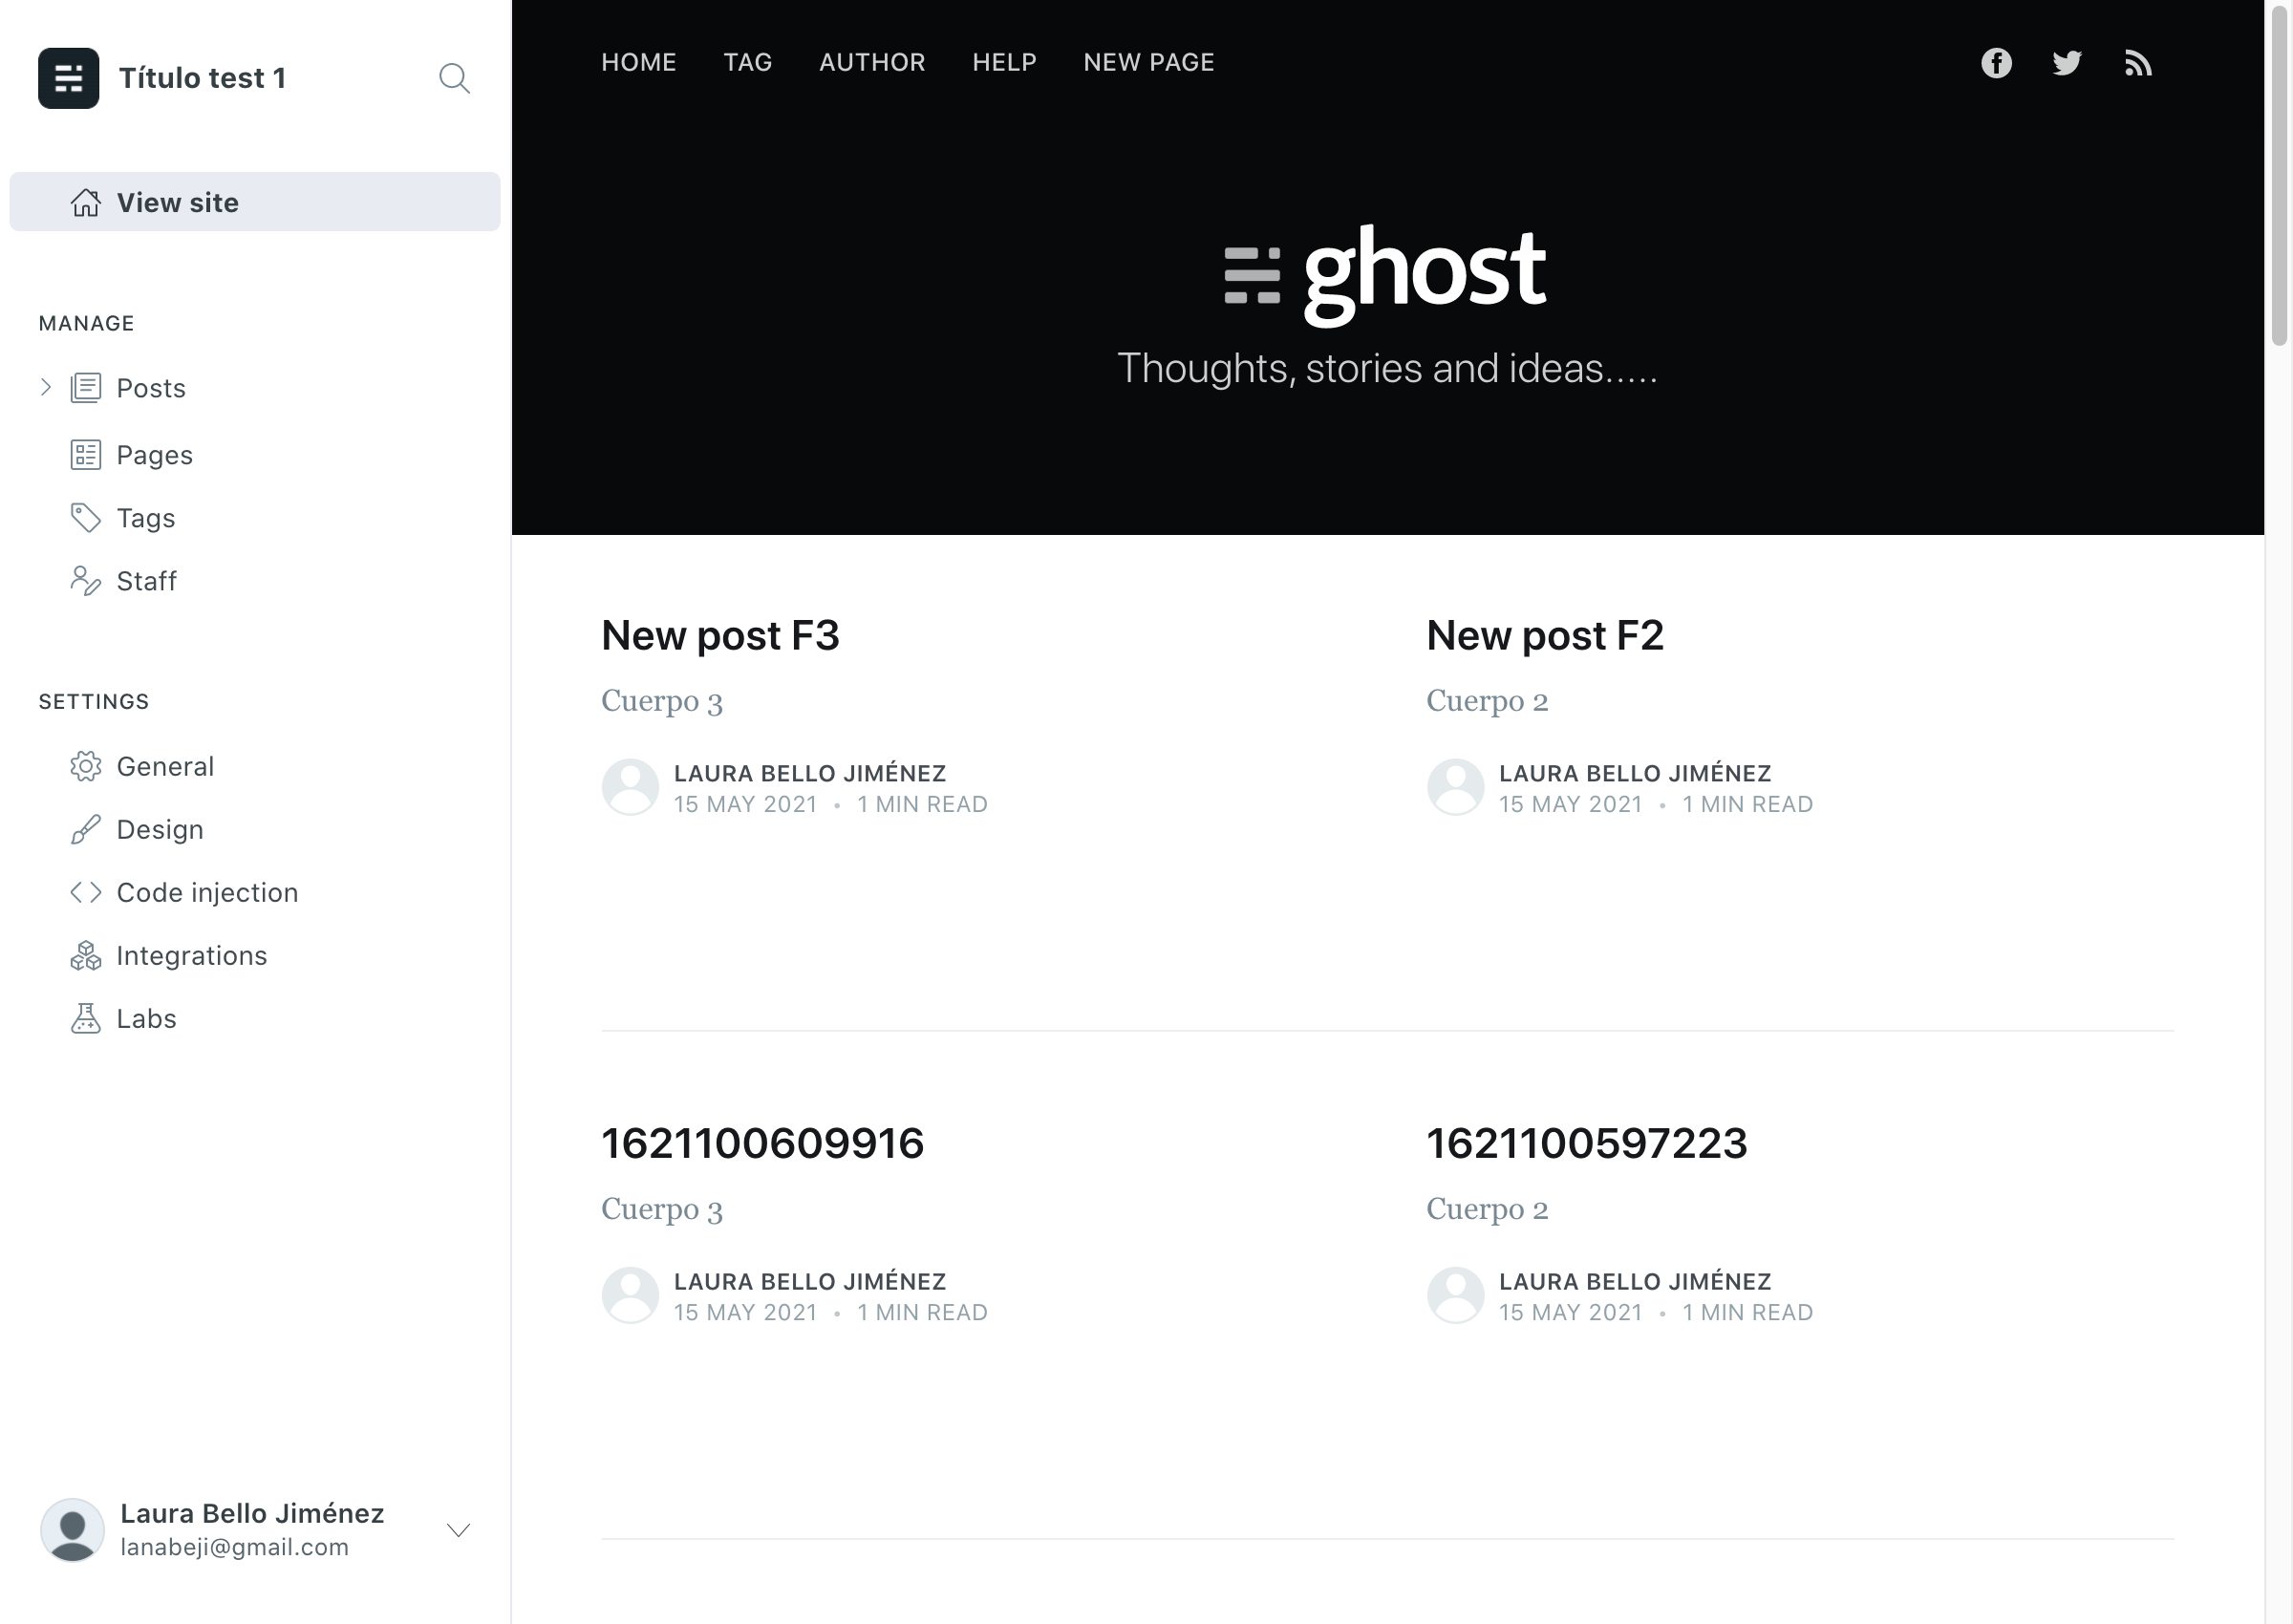 Título test 1
View site
MANAGE
Posts
Pages
Tags
Staff
SETTINGS
General
Design
Code injection
Integrations
Labs
Laura Bello Jiménez
lanabeji@gmail.com
HOME TAG AUTHOR HELP NEW PAGE
ghost
Thoughts, stories and ideas.....
New post F3
Cuerpo 3
LAURA BELLO JIMÉNEZ
15 MAY 2021 • 1 MIN READ
New post F2
Cuerpo 2
LAURA BELLO JIMÉNEZ
15 MAY 2021 • 1 MIN READ
1621100609916
Cuerpo 3
LAURA BELLO JIMÉNEZ
15 MAY 2021 • 1 MIN READ
1621100597223
Cuerpo 2
LAURA BELLO JIMÉNEZ
15 MAY 2021 • 1 MIN READ